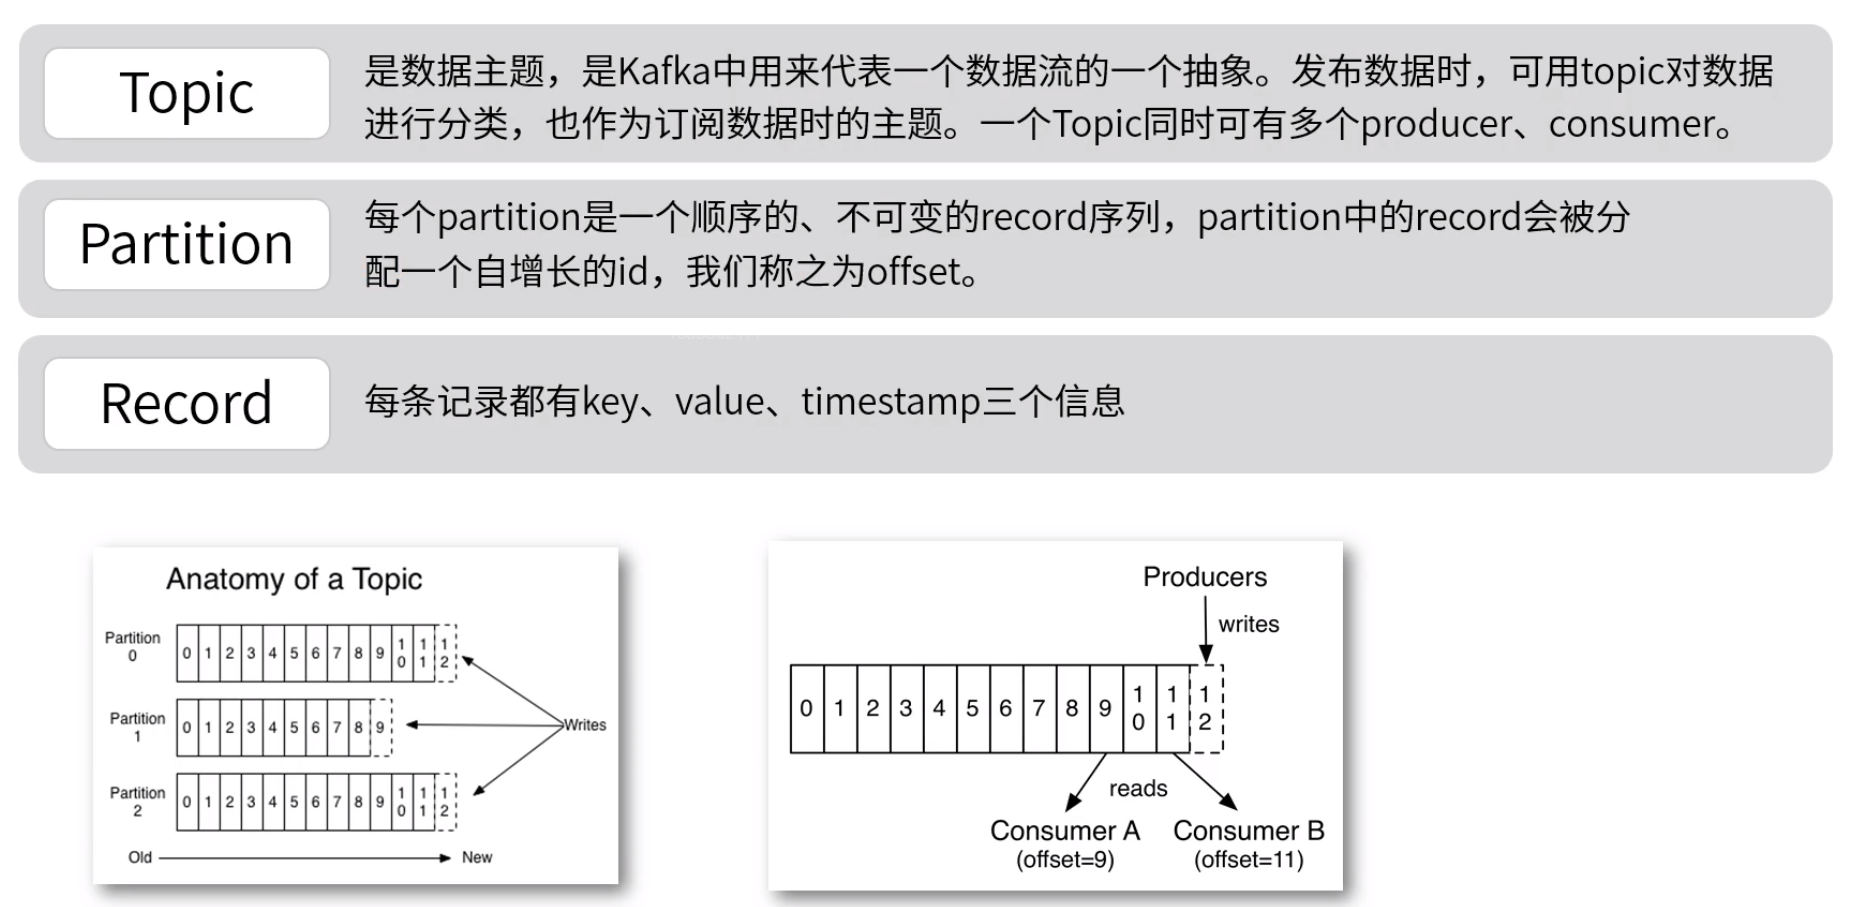 Topic
是数据主题，是Kafka中用来代表一个数据流的一个抽象。发布数据时，可用topic对数据
进行分类，也作为订阅数据时的主题。一个Topic同时可有多个producer、consumer。
Partition
每个partition是一个顺序的、不可变的record序列，partition中的record会被分
配一个自增长的id，我们称之为offset。
Record
每条记录都有key、value、timestamp三个信息
Anatomy of a Topic
Partition
0
0 1 2 3 4 5 6 7 8 9 10 11 12
Partition
1
0 1 2 3 4 5 6 7 8 9
Writes
Partition
2
0 1 2 3 4 5 6 7 8 9 10 11 12
Old
New
Producers
writes
0 1 2 3 4 5 6 7 8 9 10 11 12
reads
Consumer A
(offset=9)
Consumer B
(offset=11)